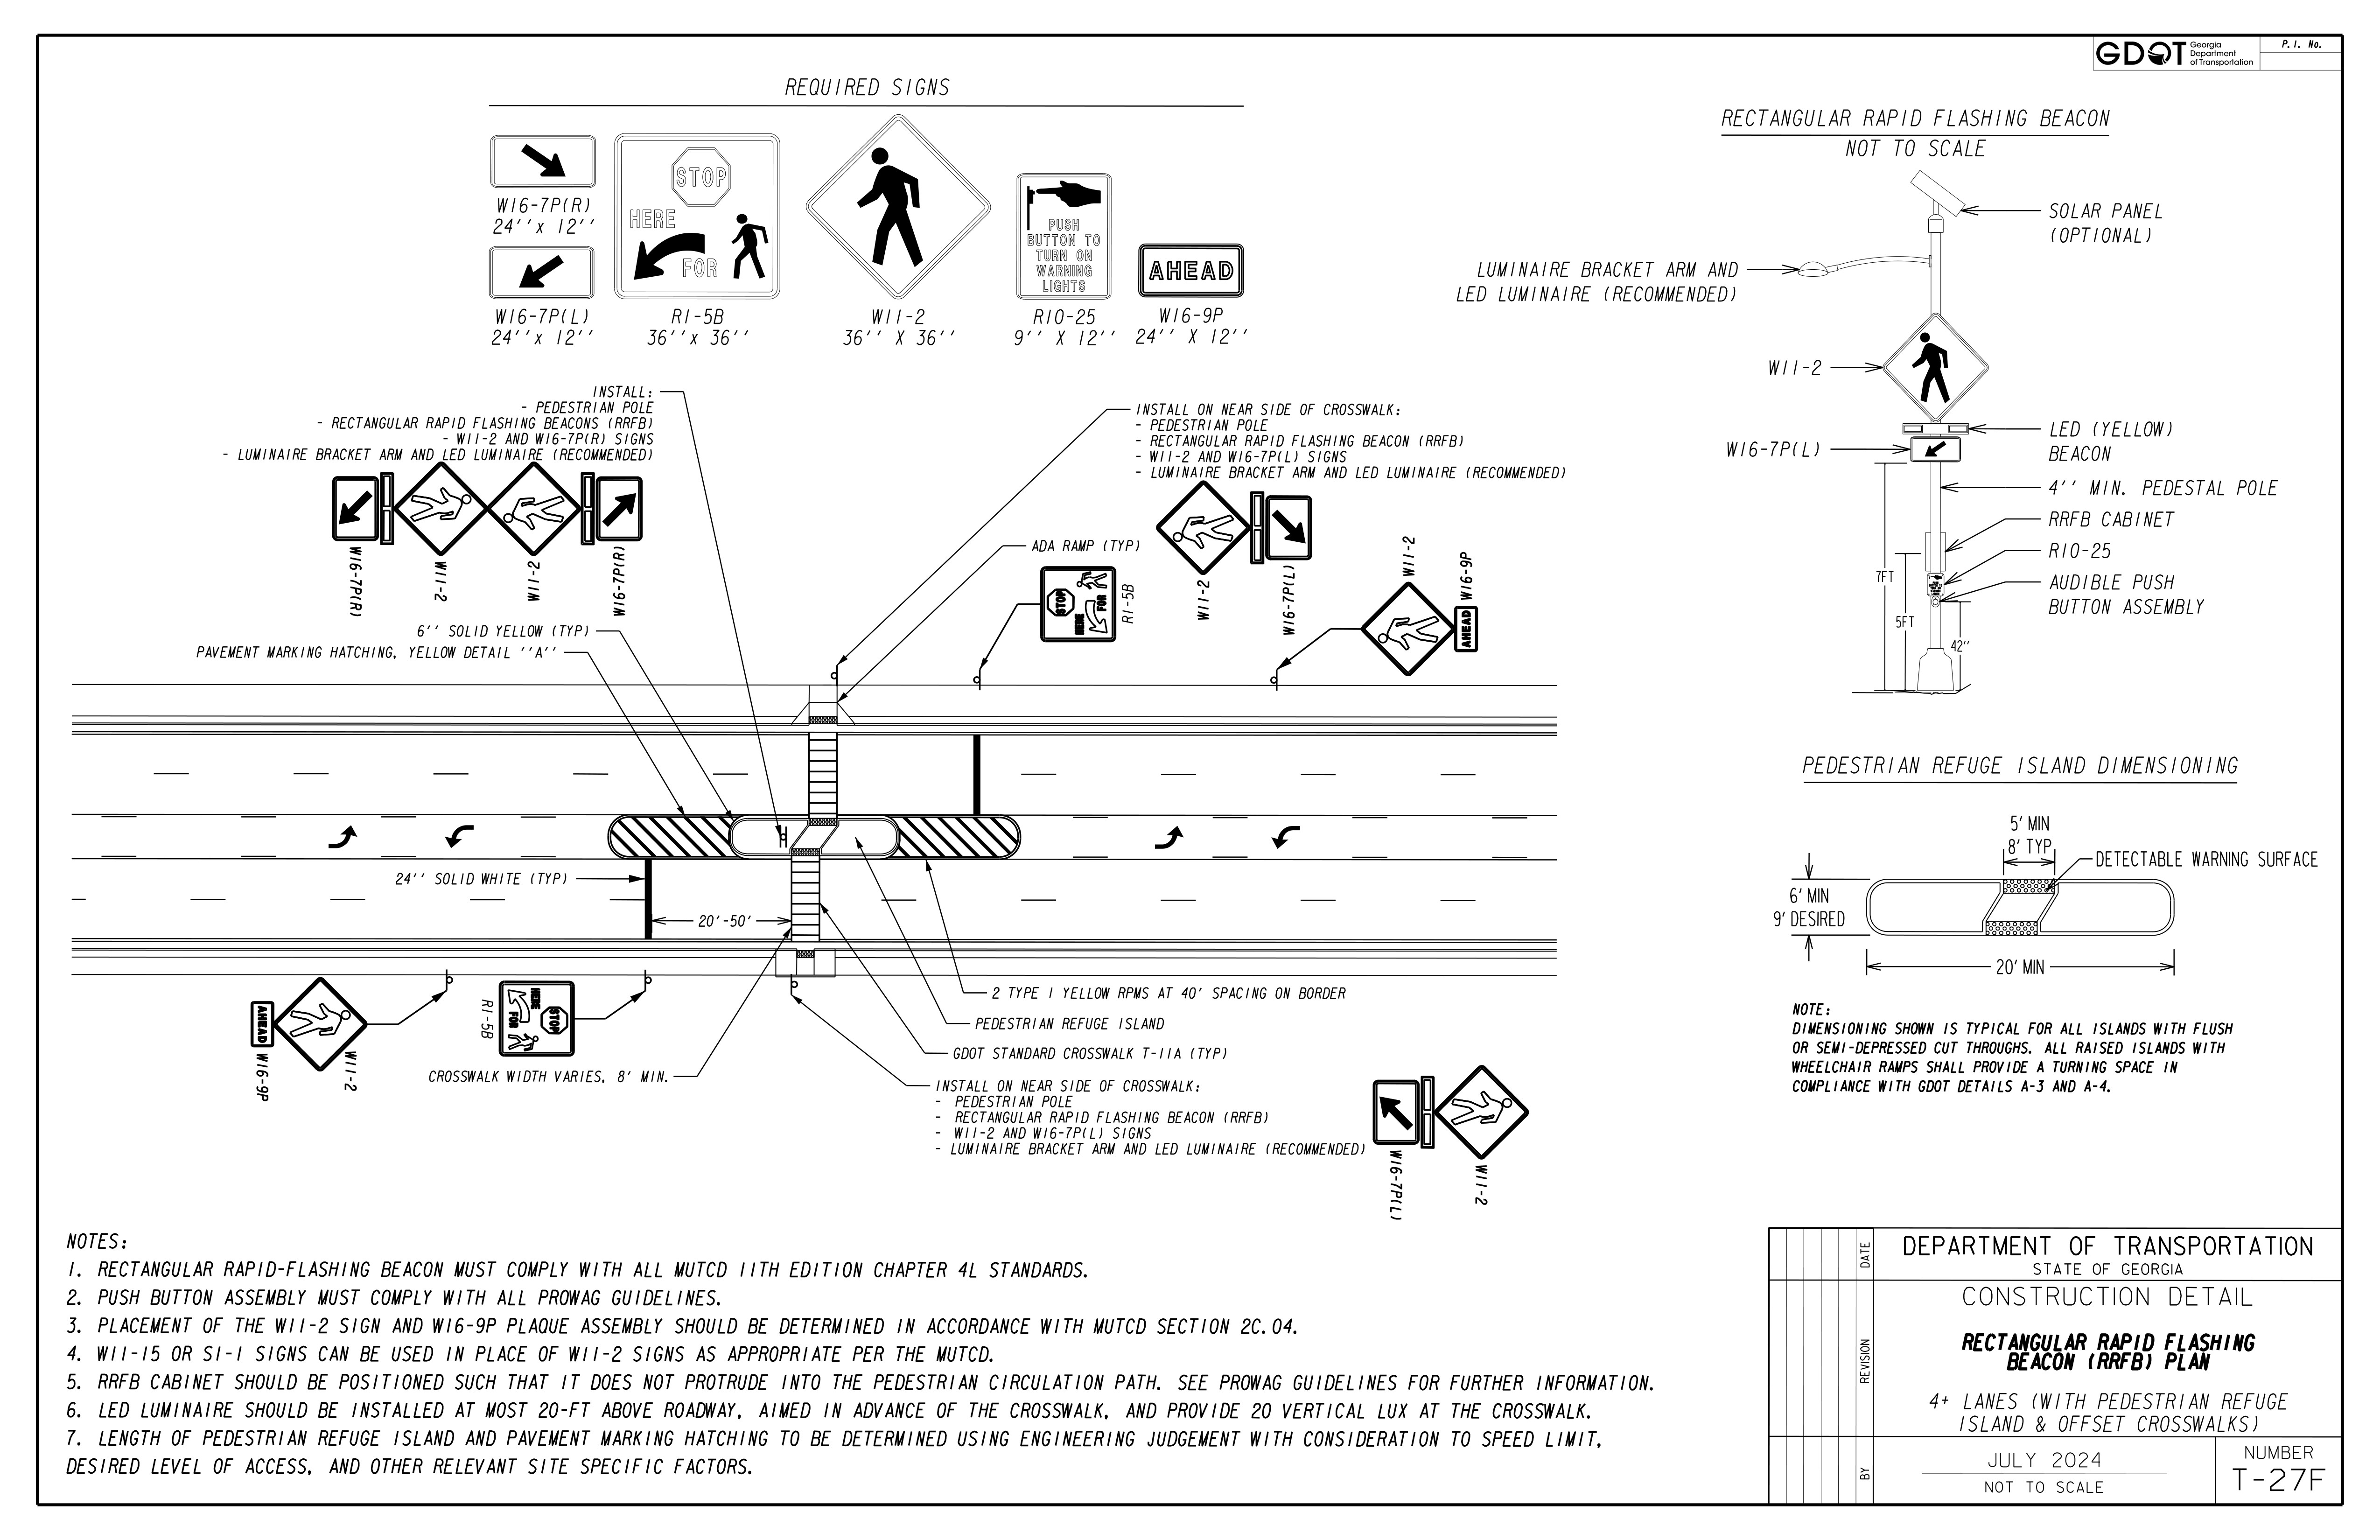 GDOT
Georgia
Department
of Transportation
P.I. No.
REQUIRED SIGNS
W16-7P(R)
24''x 12''
W16-7P(L)
24''x 12''
STOP
HERE
FOR
R1-5B
36''x 36''
W11-2
36'' X 36''
PUSH
BUTTON TO
TURN ON
WARNING
LIGHTS
R10-25
9'' X 12''
AHEAD
W16-9P
24'' X 12''
RECTANGULAR RAPID FLASHING BEACON
NOT TO SCALE
SOLAR PANEL
(OPTIONAL)
LUMINAIRE BRACKET ARM AND
LED LUMINAIRE (RECOMMENDED)
W11-2
LED (YELLOW)
BEACON
W16-7P(L)
4'' MIN. PEDESTAL POLE
RRFB CABINET
R10-25
AUDIBLE PUSH
BUTTON ASSEMBLY
7FT
5FT
42''
INSTALL:
- PEDESTRIAN POLE
- RECTANGULAR RAPID FLASHING BEACONS (RRFB)
- W11-2 AND W16-7P(R) SIGNS
- LUMINAIRE BRACKET ARM AND LED LUMINAIRE (RECOMMENDED)
W16-7P(R)
W11-2
W11-2
W16-7P(R)
INSTALL ON NEAR SIDE OF CROSSWALK:
- PEDESTRIAN POLE
- RECTANGULAR RAPID FLASHING BEACON (RRFB)
- W11-2 AND W16-7P(L) SIGNS
- LUMINAIRE BRACKET ARM AND LED LUMINAIRE (RECOMMENDED)
ADA RAMP (TYP)
STOP
HERE
FOR
R1-5B
W11-2
W16-7P(L)
W11-2
AHEAD
W16-9P
6'' SOLID YELLOW (TYP)
PAVEMENT MARKING HATCHING, YELLOW DETAIL ''A''
24'' SOLID WHITE (TYP)
20'-50'
AHEAD
W16-9P
W11-2
R1-5B
HERE
STOP
FOR
CROSSWALK WIDTH VARIES, 8' MIN.
2 TYPE 1 YELLOW RPMS AT 40' SPACING ON BORDER
PEDESTRIAN REFUGE ISLAND
GDOT STANDARD CROSSWALK T-11A (TYP)
INSTALL ON NEAR SIDE OF CROSSWALK:
- PEDESTRIAN POLE
- RECTANGULAR RAPID FLASHING BEACON (RRFB)
- W11-2 AND W16-7P(L) SIGNS
- LUMINAIRE BRACKET ARM AND LED LUMINAIRE (RECOMMENDED)
W16-7P(L)
W11-2
PEDESTRIAN REFUGE ISLAND DIMENSIONING
5' MIN
8' TYP
DETECTABLE WARNING SURFACE
6' MIN
9' DESIRED
20' MIN
NOTE:
DIMENSIONING SHOWN IS TYPICAL FOR ALL ISLANDS WITH FLUSH
OR SEMI-DEPRESSED CUT THROUGHS. ALL RAISED ISLANDS WITH
WHEELCHAIR RAMPS SHALL PROVIDE A TURNING SPACE IN
COMPLIANCE WITH GDOT DETAILS A-3 AND A-4.
NOTES:
1. RECTANGULAR RAPID-FLASHING BEACON MUST COMPLY WITH ALL MUTCD 11TH EDITION CHAPTER 4L STANDARDS.
2. PUSH BUTTON ASSEMBLY MUST COMPLY WITH ALL PROWAG GUIDELINES.
3. PLACEMENT OF THE W11-2 SIGN AND W16-9P PLAQUE ASSEMBLY SHOULD BE DETERMINED IN ACCORDANCE WITH MUTCD SECTION 2C.04.
4. W11-15 OR S1-1 SIGNS CAN BE USED IN PLACE OF W11-2 SIGNS AS APPROPRIATE PER THE MUTCD.
5. RRFB CABINET SHOULD BE POSITIONED SUCH THAT IT DOES NOT PROTRUDE INTO THE PEDESTRIAN CIRCULATION PATH. SEE PROWAG GUIDELINES FOR FURTHER INFORMATION.
6. LED LUMINAIRE SHOULD BE INSTALLED AT MOST 20-FT ABOVE ROADWAY, AIMED IN ADVANCE OF THE CROSSWALK, AND PROVIDE 20 VERTICAL LUX AT THE CROSSWALK.
7. LENGTH OF PEDESTRIAN REFUGE ISLAND AND PAVEMENT MARKING HATCHING TO BE DETERMINED USING ENGINEERING JUDGEMENT WITH CONSIDERATION TO SPEED LIMIT,
DESIRED LEVEL OF ACCESS, AND OTHER RELEVANT SITE SPECIFIC FACTORS.
DATE
REVISION
BY
DEPARTMENT OF TRANSPORTATION
STATE OF GEORGIA
CONSTRUCTION DETAIL
RECTANGULAR RAPID FLASHING
BEACON (RRFB) PLAN
4+ LANES (WITH PEDESTRIAN REFUGE
ISLAND & OFFSET CROSSWALKS)
JULY 2024
NOT TO SCALE
NUMBER
T-27F